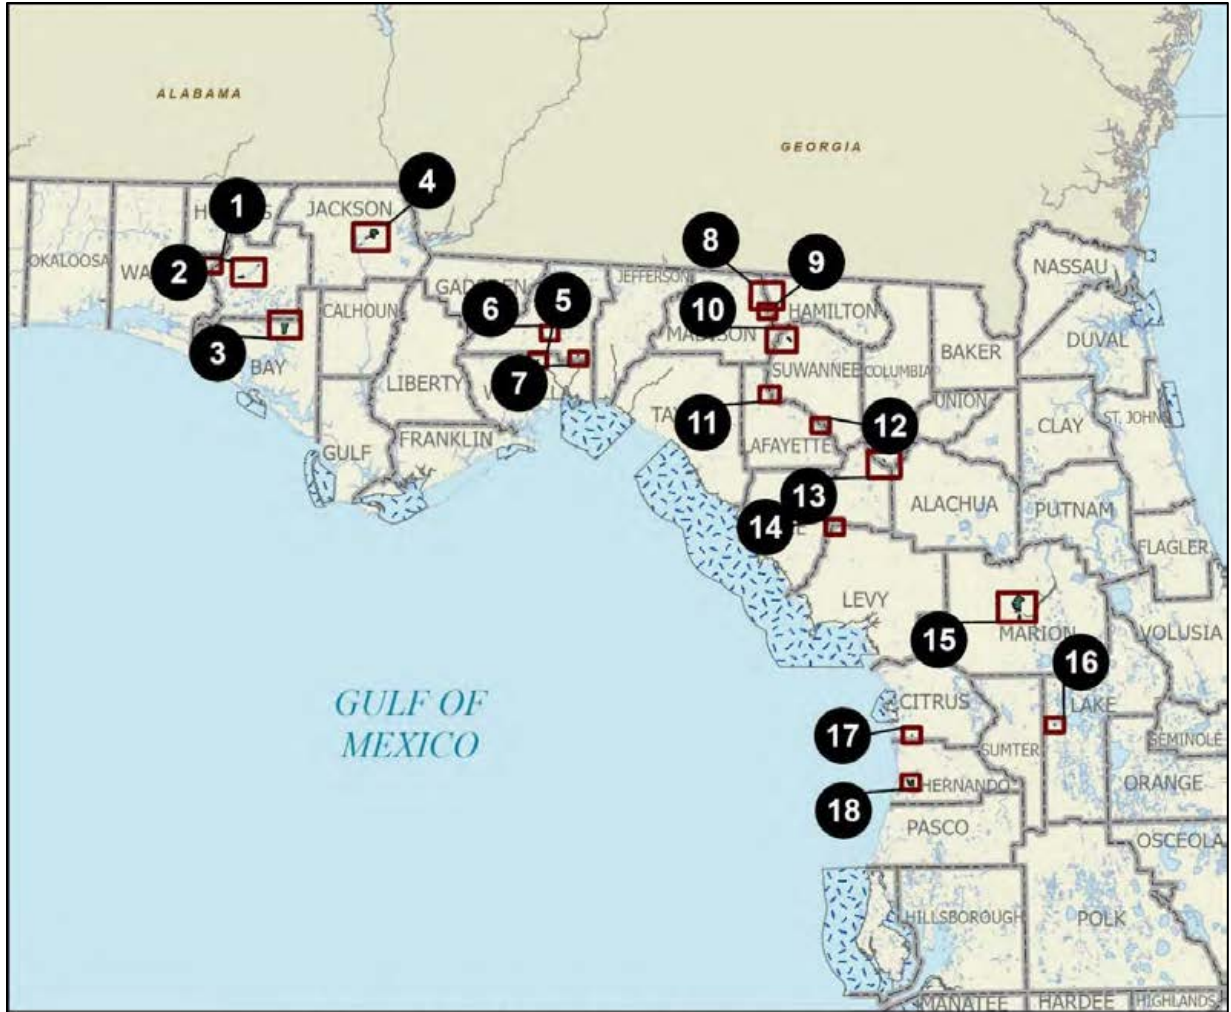 ALABAMA
GEORGIA
4
1
JACKSON
8
9
2
OKALOOSA
NASSAU
JEFFERSON
6
5
10
HAMILTON
CALHOUN
MADISON
DUVAL
3
BAY
7
BAKER
LIBERTY
SUWANNEE
COLUMBIA
UNION
11
12
CLAY
ST. JOHNS
FRANKLIN
LAFAYETTE
GULF
13
ALACHUA
PUTNAM
14
FLAGLER
LEVY
15
MARION
VOLUSIA
16
GULF OF
MEXICO
CITRUS
LAKE
17
SUMTER
SEMINOLE
18
HERNANDO
ORANGE
PASCO
OSCEOLA
HILLSBOROUGH
POLK
MANATEE
HARDEE
HIGHLANDS